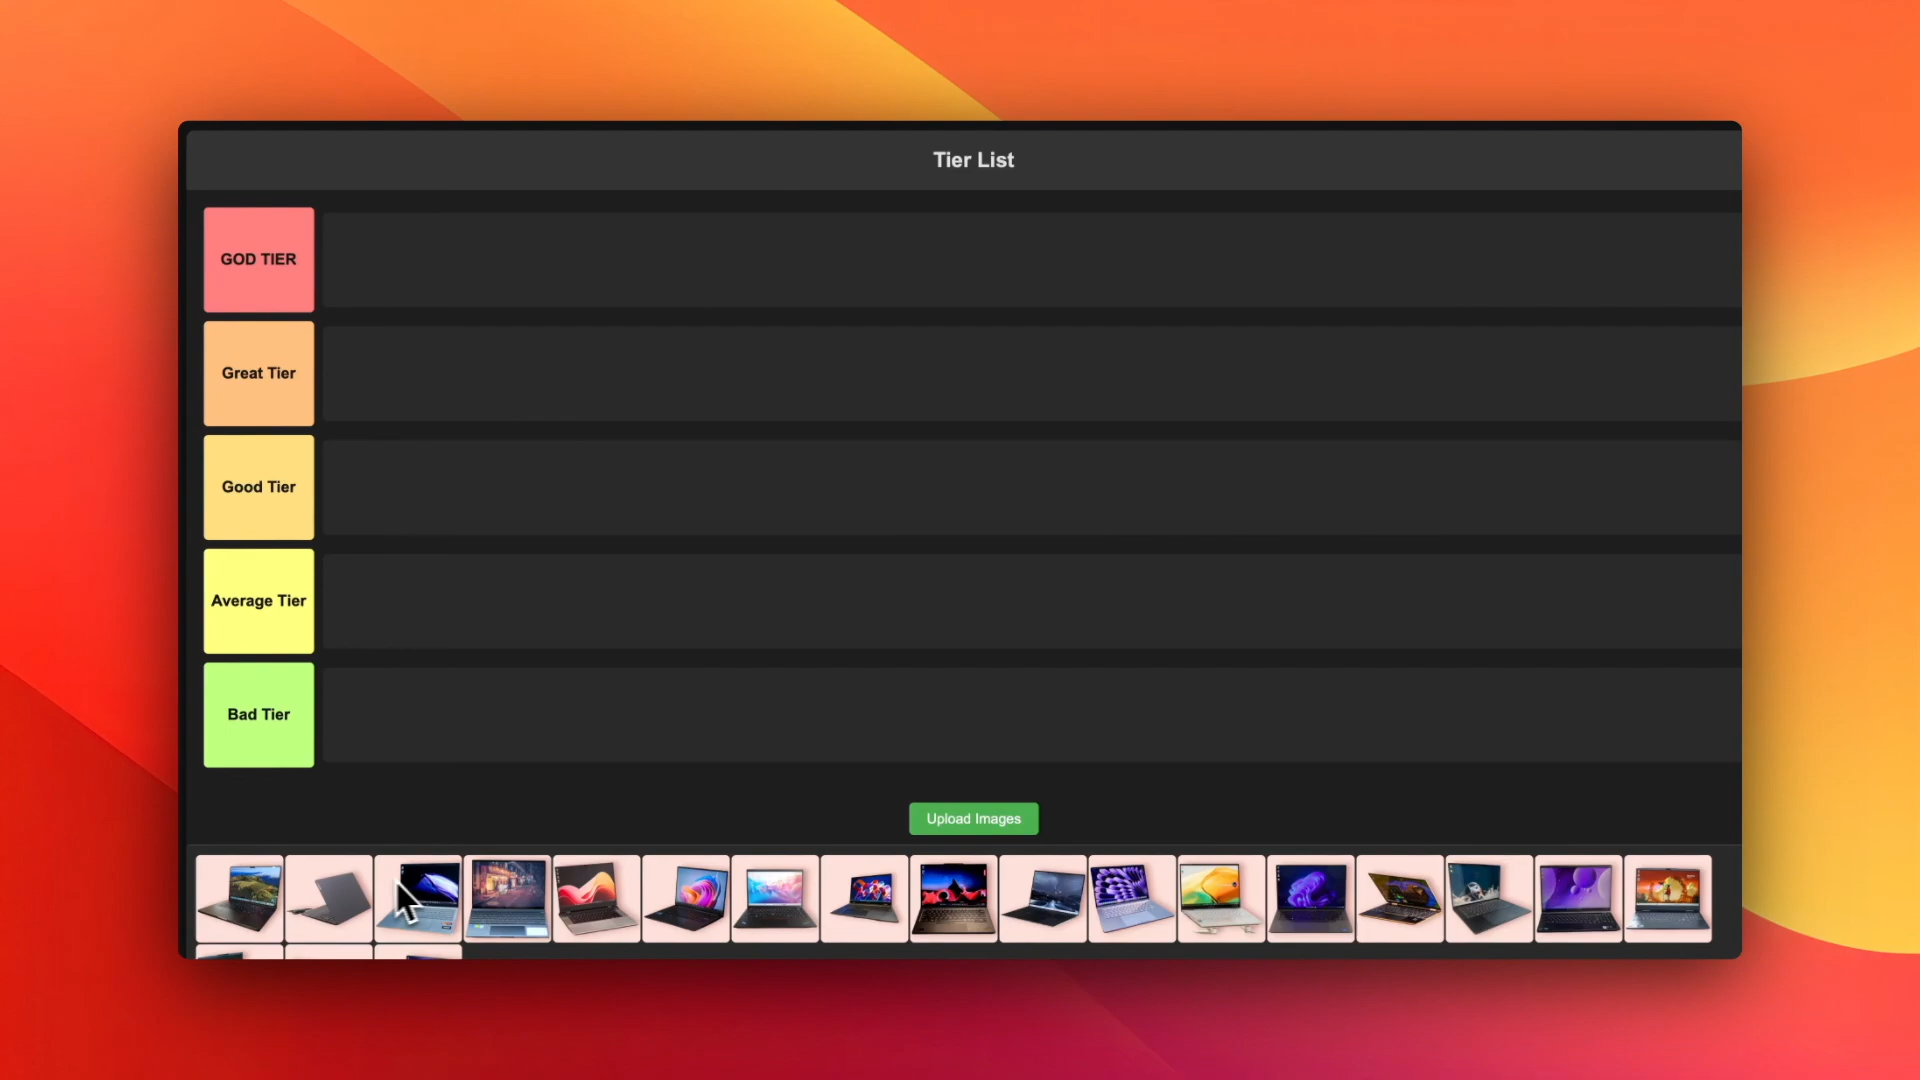 Tier List
GOD TIER
Great Tier
Good Tier
Average Tier
Bad Tier
Upload Images